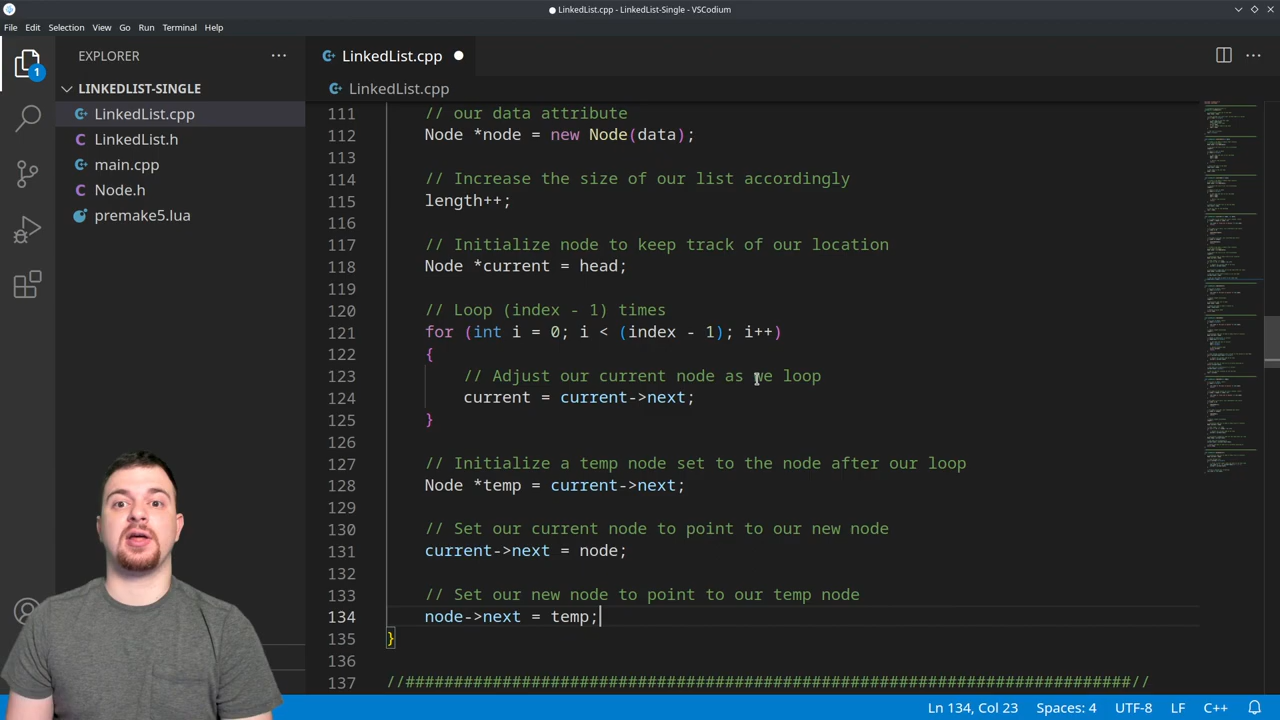 LinkedList.cpp - LinkedList-Single - VSCodium
File Edit Selection View Go Run Terminal Help
EXPLORER
LinkedList.cpp
1
LINKEDLIST-SINGLE
LinkedList.cpp
LinkedList.cpp
LinkedList.h
main.cpp
Node.h
premake5.lua
111 // our data attribute
112 Node *node = new Node(data);
113
114 // Increase the size of our list accordingly
115 length++;
116
117 // Initialize node to keep track of our location
118 Node *current = head;
119
120 // Loop (index - 1) times
121 for (int i = 0; i < (index - 1); i++)
122 {
123 // Adjust our current node as we loop
124 current = current->next;
125 }
126
127 // Initialize a temp node set to the node after our loop
128 Node *temp = current->next;
129
130 // Set our current node to point to our new node
131 current->next = node;
132
133 // Set our new node to point to our temp node
134 node->next = temp;
135 }
136
137 //###########################################################################//
Ln 134, Col 23 Spaces: 4 UTF-8 LF C++